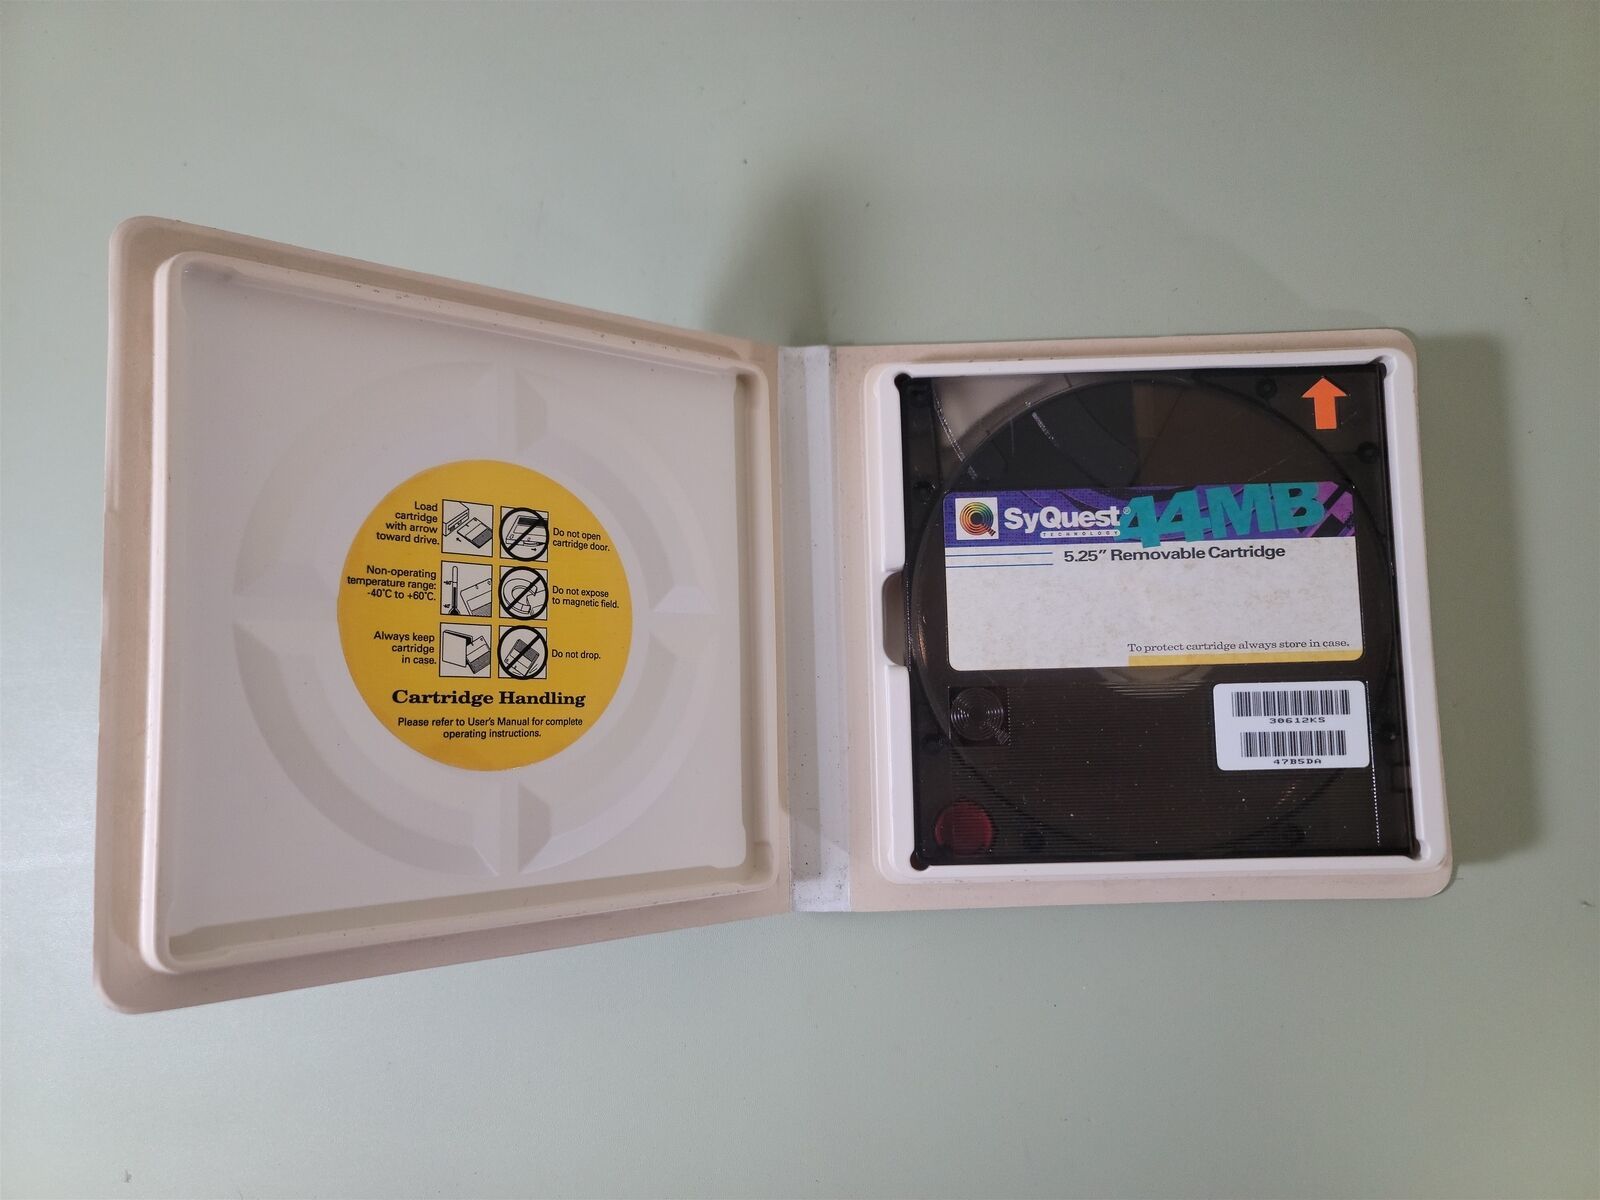 Load
cartridge
with arrow
toward drive.
Do not open
cartridge door.
Non-operating
temperature range:
-40°C to +60°C.
Do not expose
to magnetic field.
Always keep
cartridge
in case.
Do not drop.
Cartridge Handling
Please refer to User's Manual for complete
operating instructions.
SyQuest® 44MB
TECHNOLOGY
5.25″ Removable Cartridge
To protect cartridge always store in case.
30612KS
47B5DA